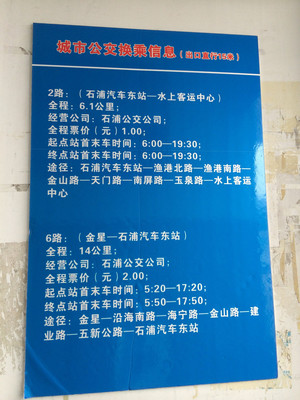 城市公交换乘信息（出口直行15米）
2路：（石浦汽车东站—水上客运中心）
全程：6.1公里；
经营公司：石浦公交公司；
全程票价（元）1.00；
起点站首末车时间：6:00—19:30；
终点站首末车时间：6:00—19:30；
途径：石浦汽车东站—渔港北路—渔港南路—
金山路—天门路—南屏路—玉泉路—水上客运
中心
6路：（金星—石浦汽车东站）
全程：14公里；
经营公司：石浦公交公司；
全程票价（元）2.00；
起点站首末车时间：5:20—17:20；
终点站首末车时间：5:50—17:50；
途径：金星—沿海南路—海宁路—金山路—建
业路—五新公路—石浦汽车东站